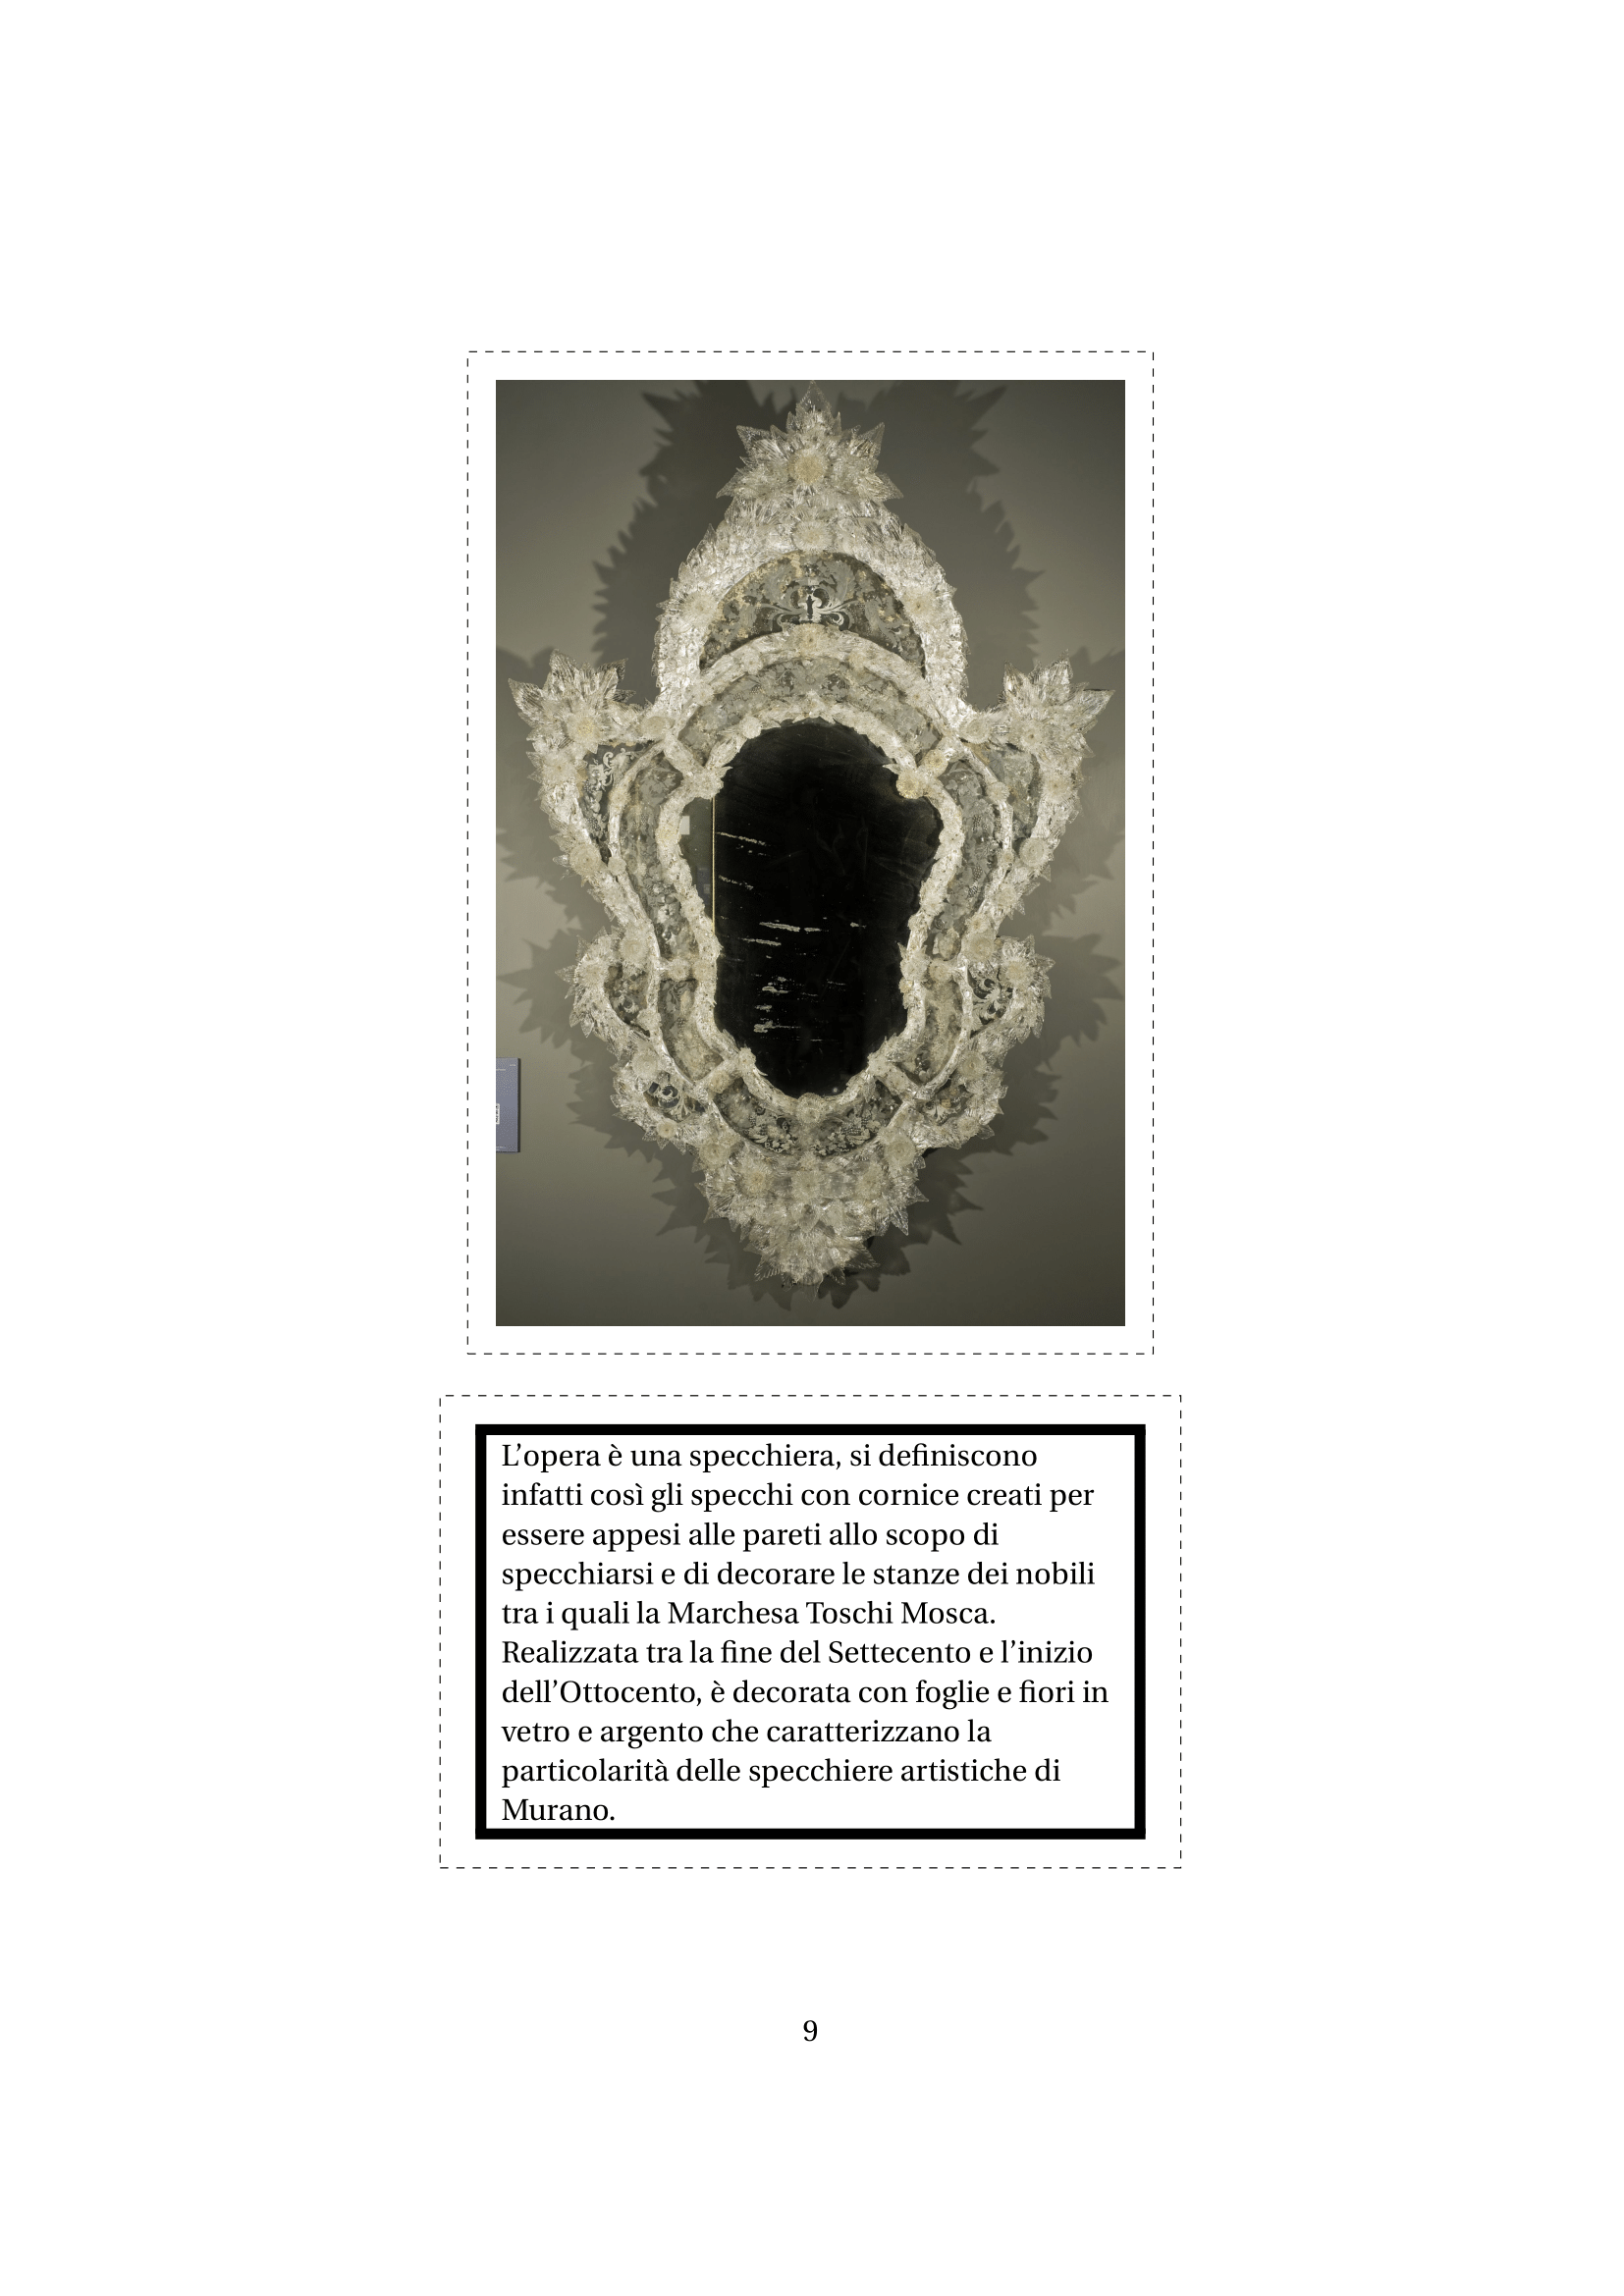 L’opera è una specchiera, si definiscono
infatti così gli specchi con cornice creati per
essere appesi alle pareti allo scopo di
specchiarsi e di decorare le stanze dei nobili
tra i quali la Marchesa Toschi Mosca.
Realizzata tra la fine del Settecento e l’inizio
dell’Ottocento, è decorata con foglie e fiori in
vetro e argento che caratterizzano la
particolarità delle specchiere artistiche di
Murano.
9